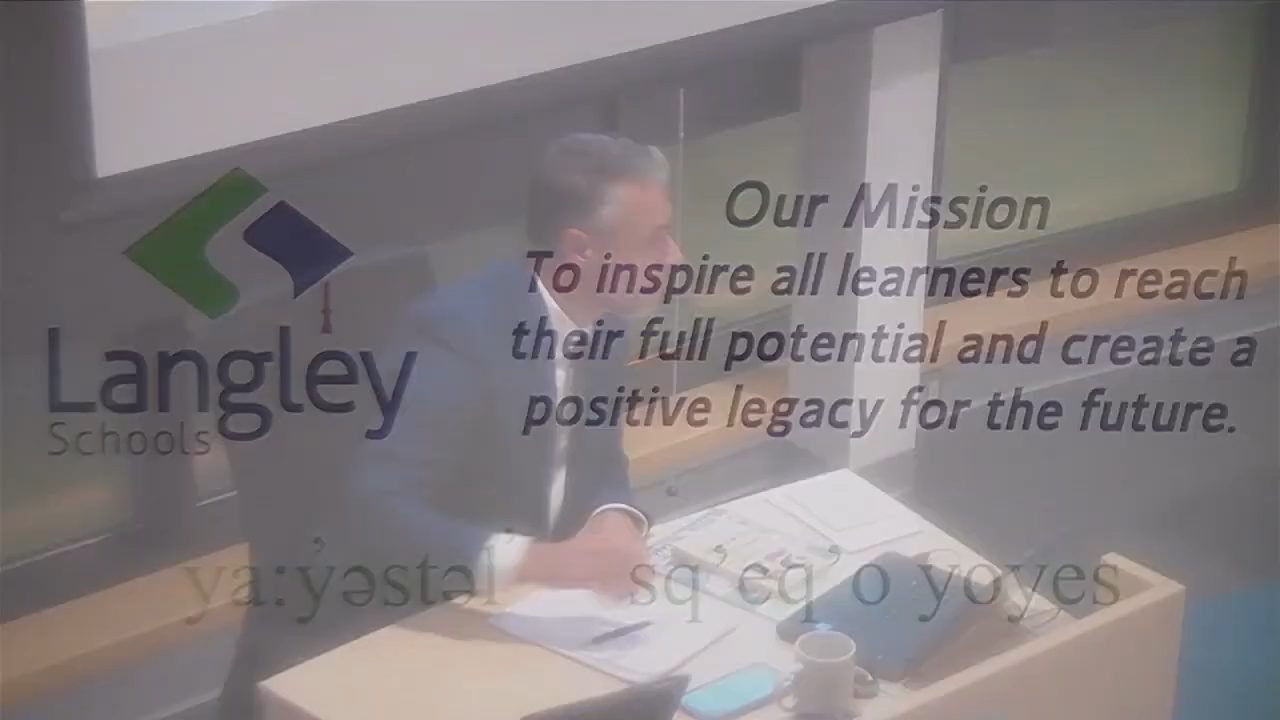 Langley
Schools
Our Mission
To inspire all learners to reach
their full potential and create a
positive legacy for the future.
ya:y̓əstəl̓ sq̓əq̓o yoyes